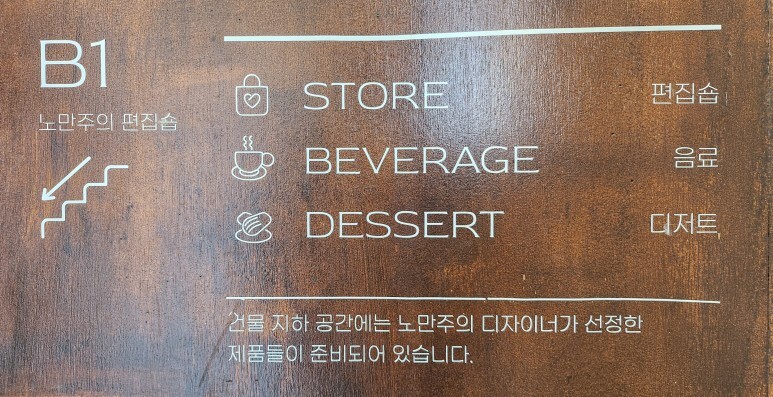 B1
노만주의 편집숍
STORE 편집숍
BEVERAGE 음료
DESSERT 디저트
건물 지하 공간에는 노만주의 디자이너가 선정한
제품들이 준비되어 있습니다.